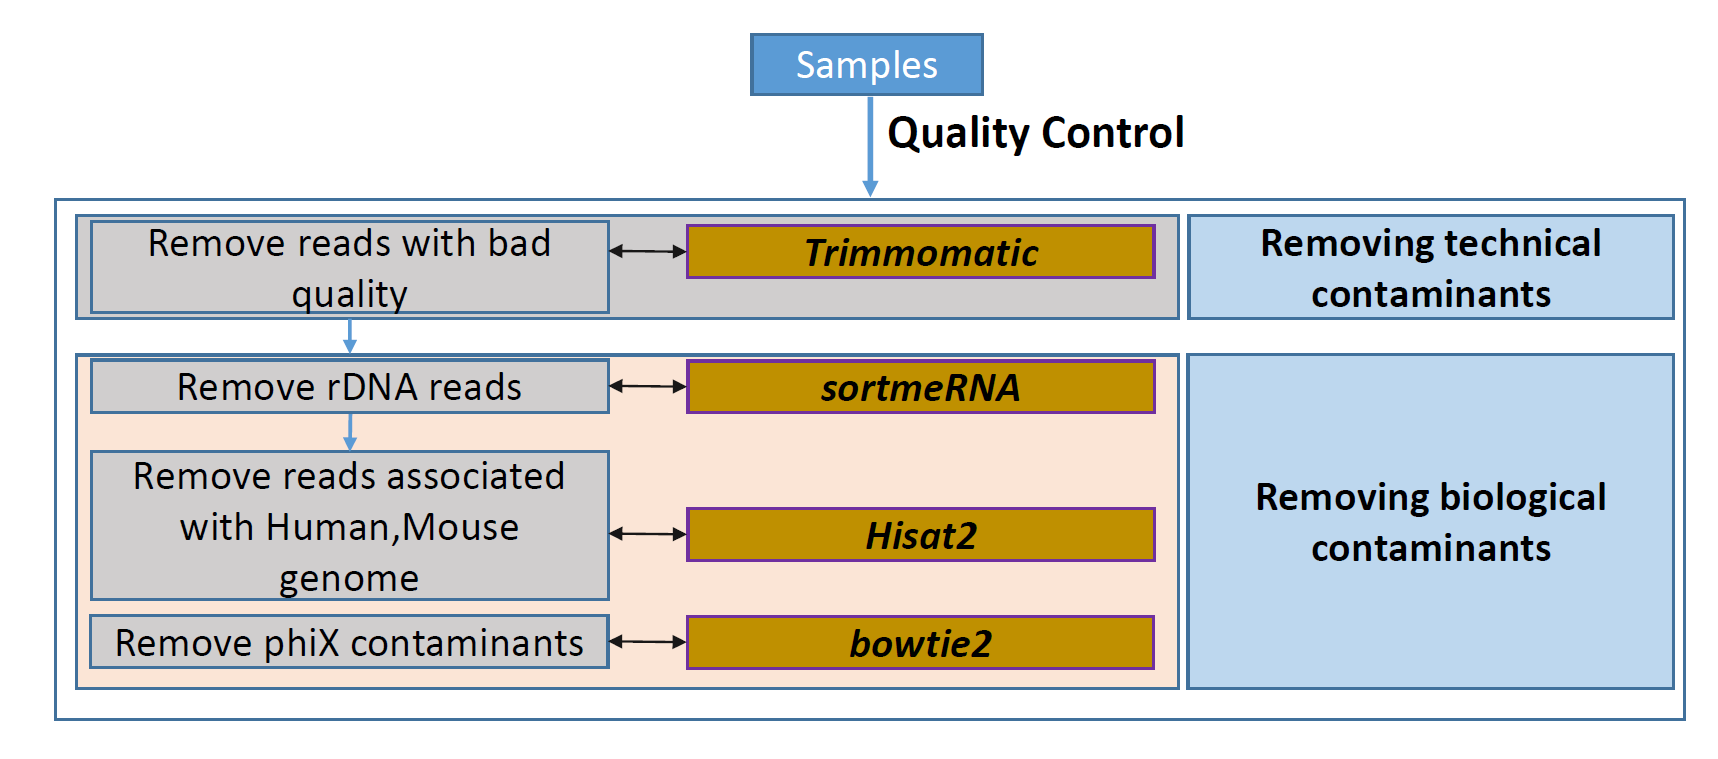 Samples
Quality Control
Remove reads with bad
quality
Trimmomatic
Removing technical
contaminants
Remove rDNA reads
sortmeRNA
Remove reads associated
with Human,Mouse
genome
Hisat2
Removing biological
contaminants
Remove phiX contaminants
bowtie2